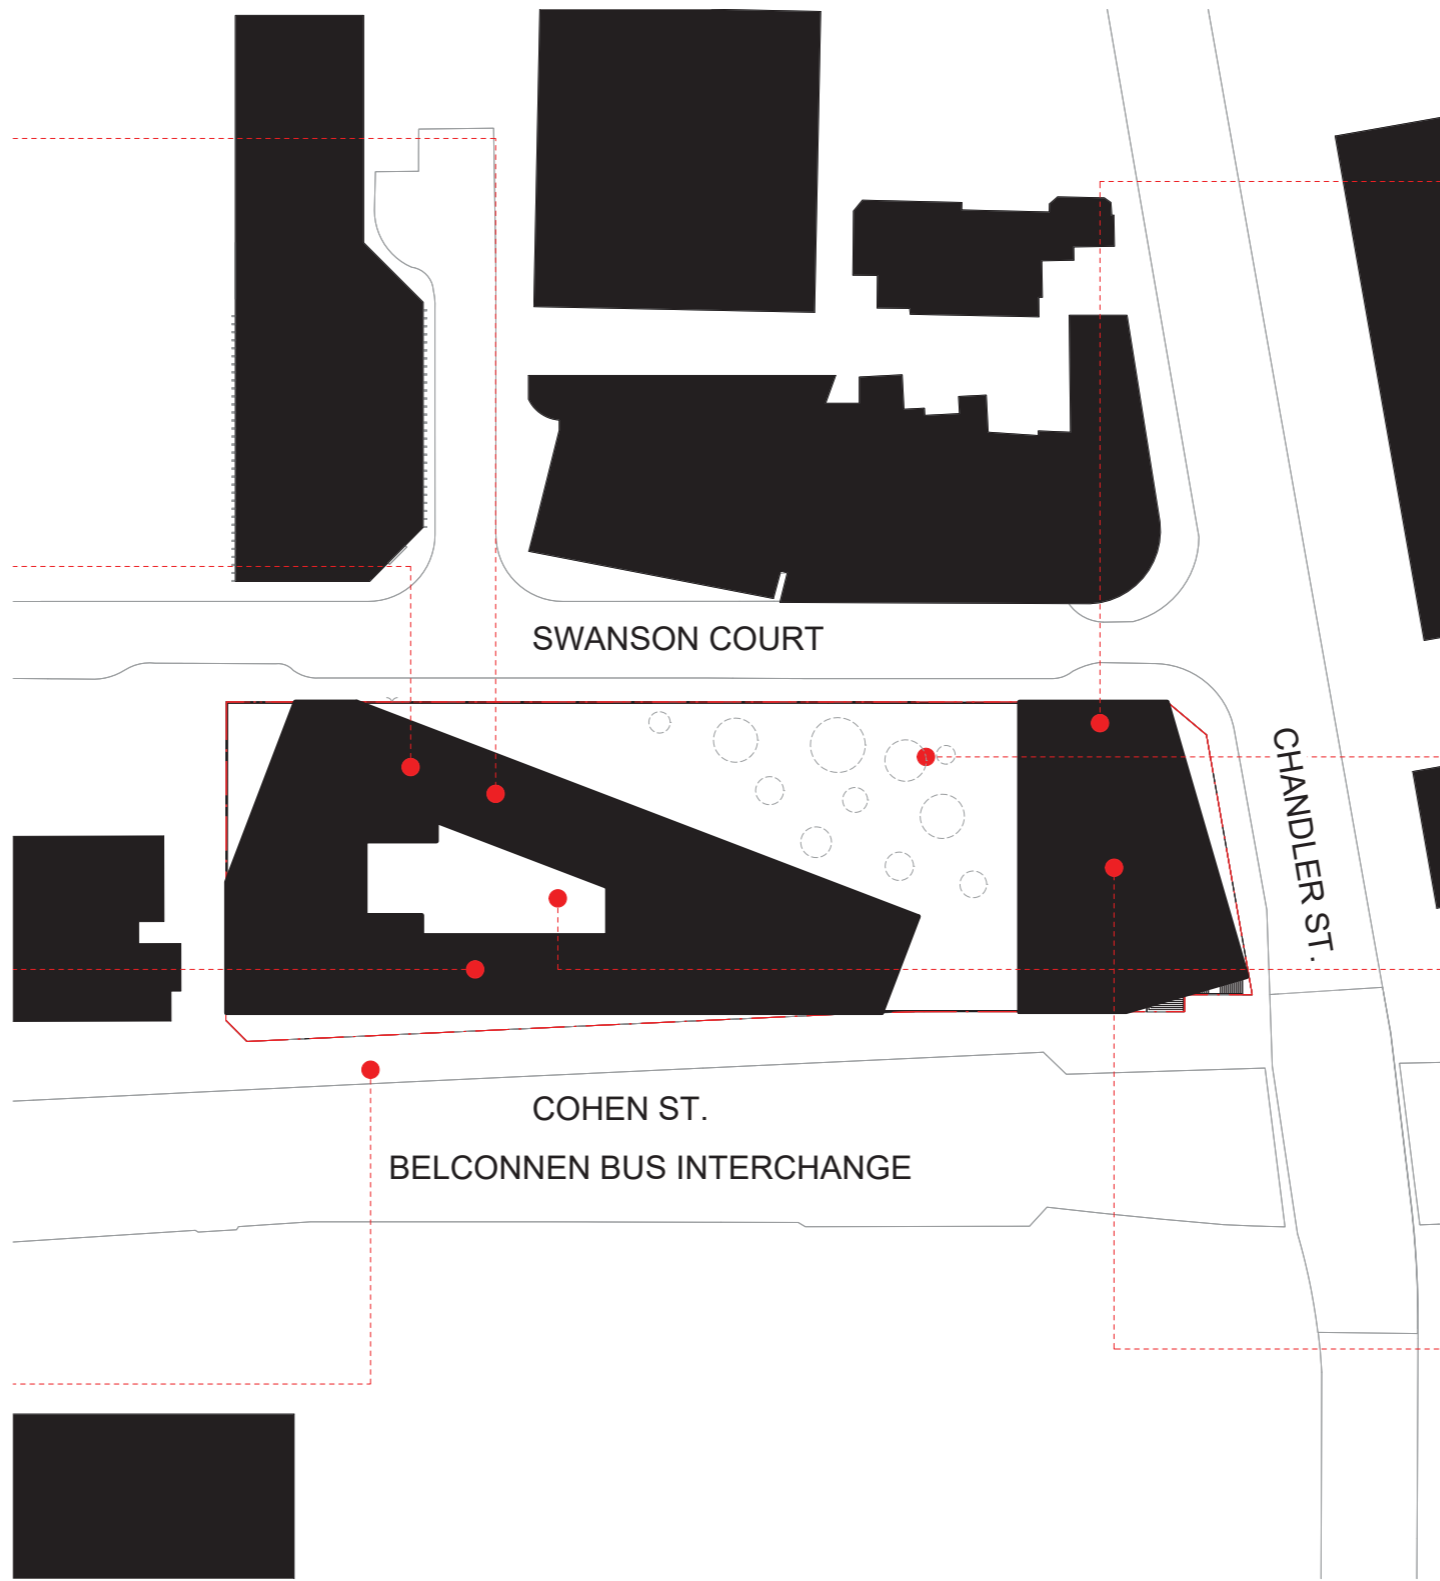 SWANSON COURT
CHANDLER ST.
COHEN ST.
BELCONNEN BUS INTERCHANGE